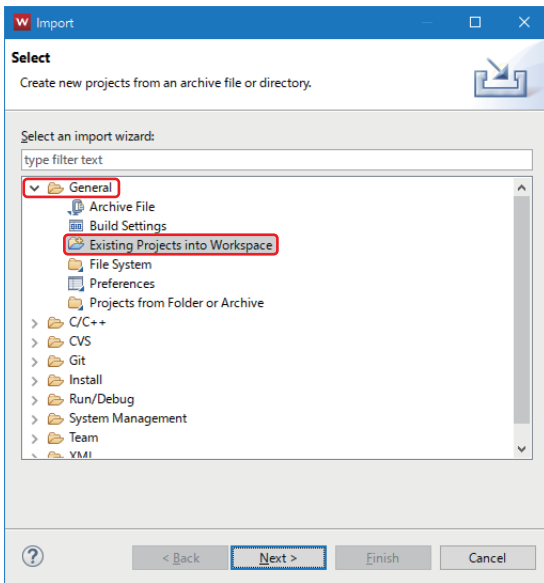 W Import
Select
Create new projects from an archive file or directory.
Select an import wizard:
type filter text
General
Archive File
010 Build Settings
Existing Projects into Workspace
File System
Preferences
Projects from Folder or Archive
C/C++
CVS
Git
Install
Run/Debug
System Management
Team
XML
? < Back Next > Finish Cancel